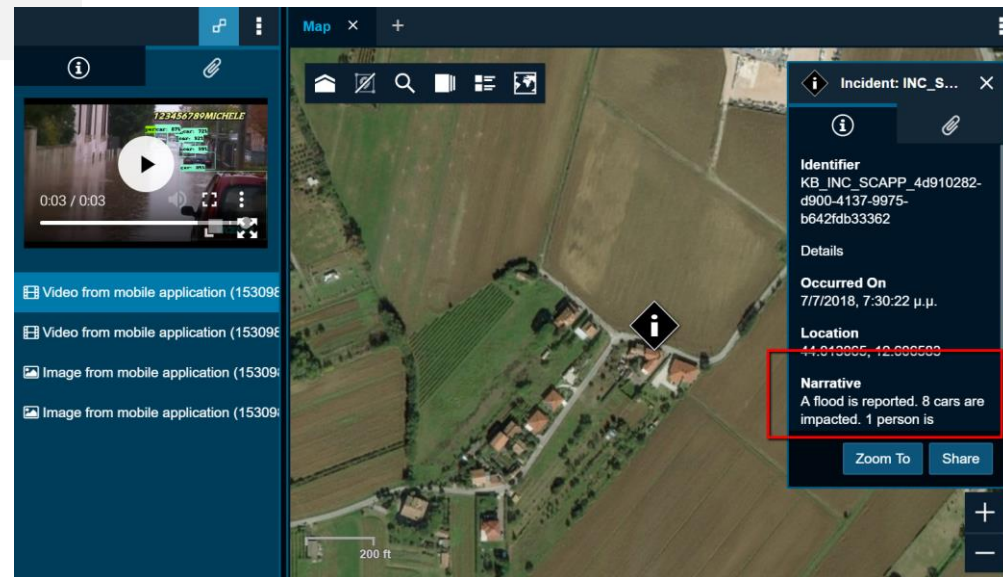 Map
123456789MICHELE
0:03 / 0:03
Video from mobile application (153098
Video from mobile application (153098
Image from mobile application (15309
Image from mobile application (15309
200 ft
Incident: INC_S...
Identifier
KB_INC_SCAPP_4d910282-
d900-4137-9975-
b642fdb33362
Details
Occurred On
7/7/2018, 7:30:22 μ.μ.
Location
Narrative
A flood is reported. 8 cars are
impacted. 1 person is
Zoom To
Share